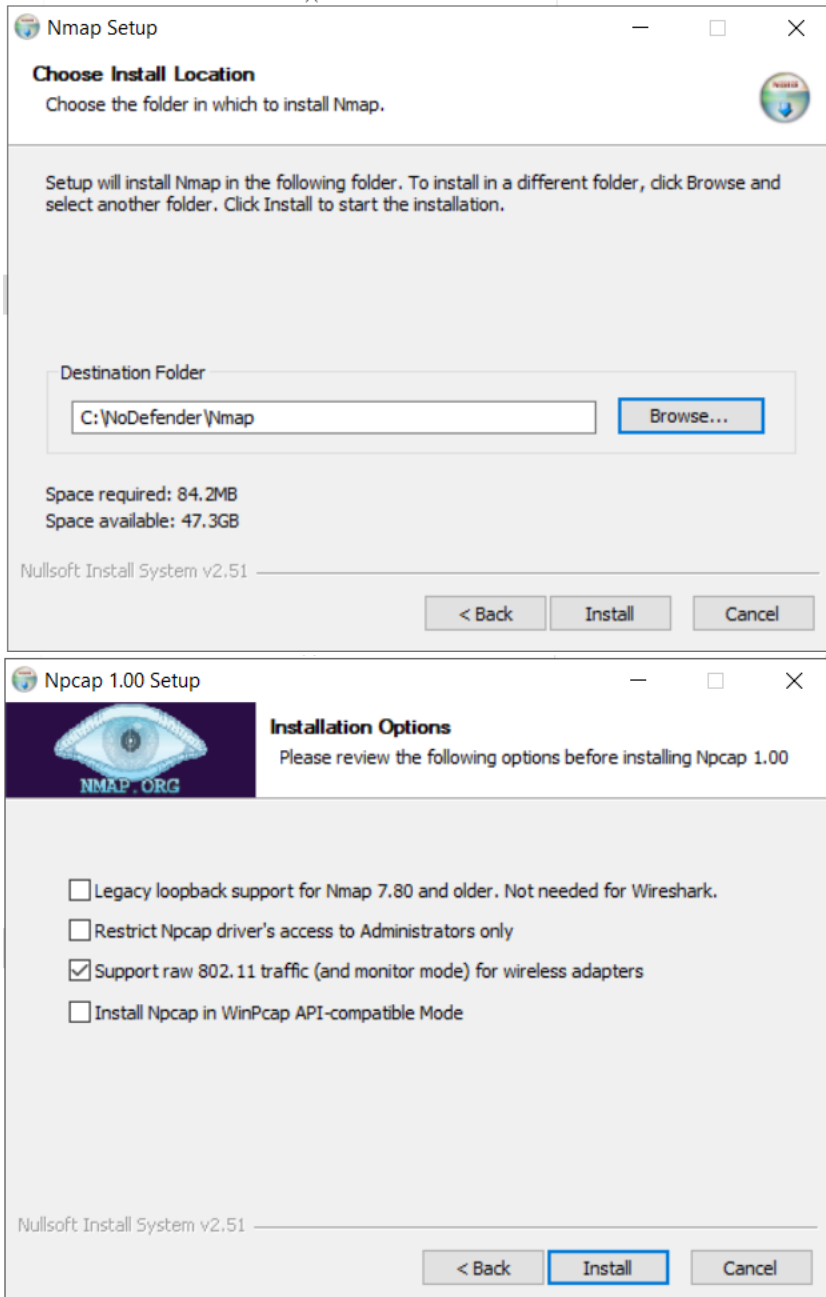 Nmap Setup
Choose Install Location
Choose the folder in which to install Nmap.
Setup will install Nmap in the following folder. To install in a different folder, click Browse and
select another folder. Click Install to start the installation.
Destination Folder
C:\NoDefender\Nmap
Browse...
Space required: 84.2MB
Space available: 47.3GB
Nullsoft Install System v2.51
< Back Install Cancel
Npcap 1.00 Setup
NMAP.ORG
Installation Options
Please review the following options before installing Npcap 1.00
Legacy loopback support for Nmap 7.80 and older. Not needed for Wireshark.
Restrict Npcap driver's access to Administrators only
Support raw 802.11 traffic (and monitor mode) for wireless adapters
Install Npcap in WinPcap API-compatible Mode
Nullsoft Install System v2.51
< Back Install Cancel